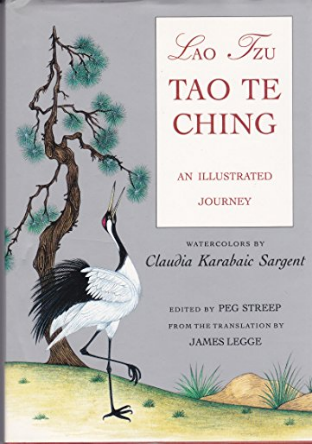 Lao Tzu
TAO TE
CHING
AN ILLUSTRATED
JOURNEY
WATERCOLORS BY
Claudia Karabaic Sargent
EDITED BY PEG STREEP
FROM THE TRANSLATION BY
JAMES LEGGE